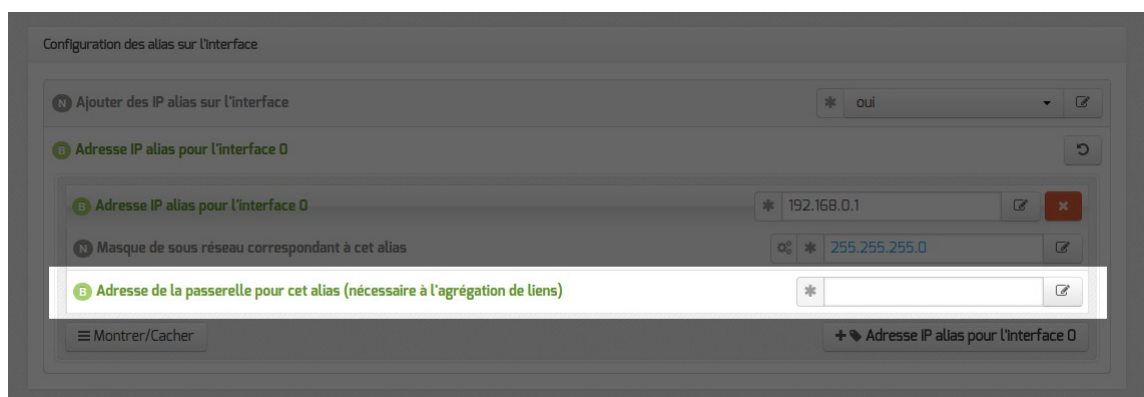 Configuration des alias sur l'interface
N Ajouter des IP alias sur l'interface
oui
B Adresse IP alias pour l'interface 0
B Adresse IP alias pour l'interface 0
192.168.0.1
N Masque de sous réseau correspondant à cet alias
255.255.255.0
B Adresse de la passerelle pour cet alias (nécessaire à l'agrégation de liens)
Montrer/Cacher
Adresse IP alias pour l'interface 0